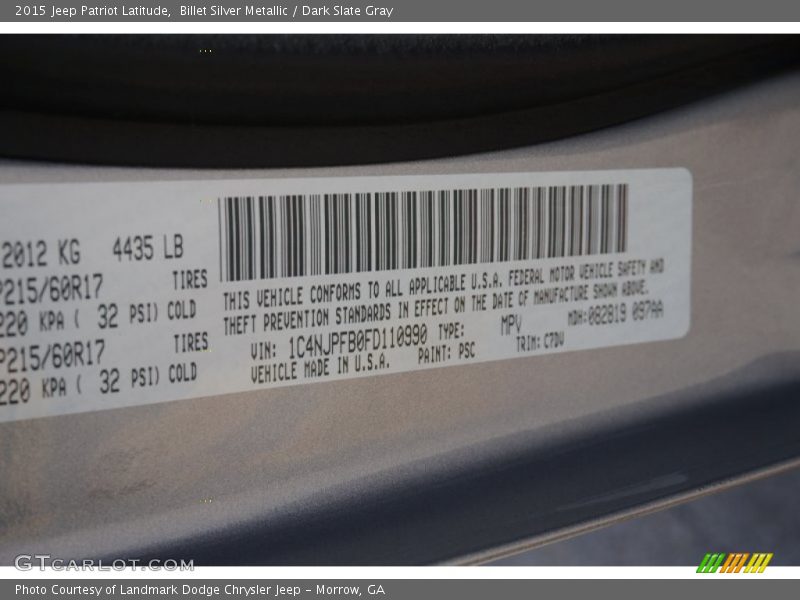 2015 Jeep Patriot Latitude,  Billet Silver Metallic / Dark Slate Gray
2012 KG 4435 LB
P215/60R17 TIRES
220 KPA ( 32 PSI) COLD
P215/60R17 TIRES
220 KPA ( 32 PSI) COLD
THIS VEHICLE CONFORMS TO ALL APPLICABLE U.S.A. FEDERAL MOTOR VEHICLE SAFETY AND
THEFT PREVENTION STANDARDS IN EFFECT ON THE DATE OF MANUFACTURE SHOWN ABOVE.
VIN: 1C4NJPFB0FD110990 TYPE: MPV MDH:082819 097AA
VEHICLE MADE IN U.S.A. PAINT: PSC TRIM: C7DV
GTCARLOT.COM
Photo Courtesy of Landmark Dodge Chrysler Jeep – Morrow, GA